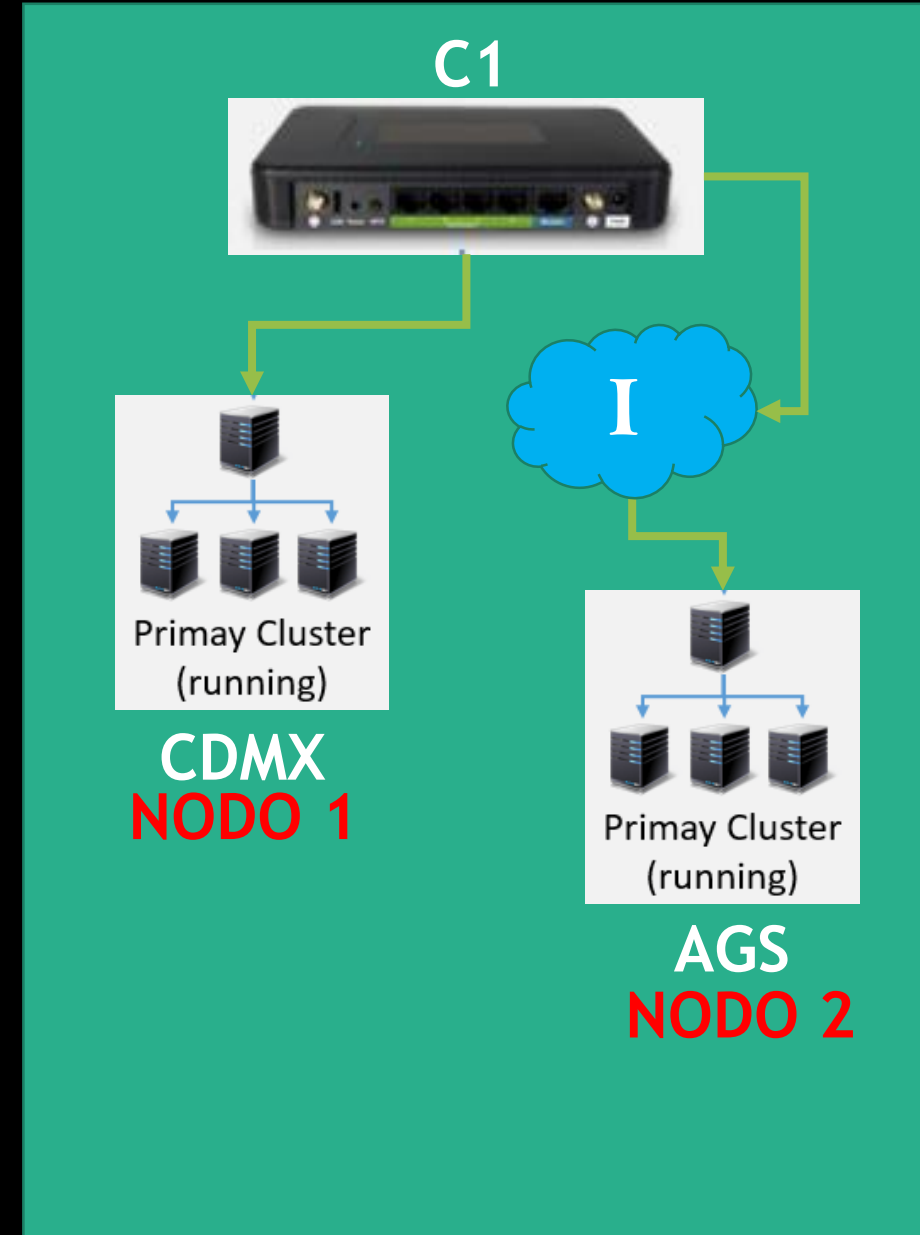 C1
I
Primay Cluster
(running)
CDMX
NODO 1
Primay Cluster
(running)
AGS
NODO 2